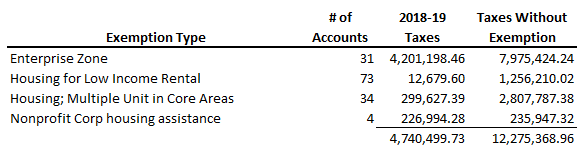 # of 2018-19 Taxes Without
Exemption Type Accounts Taxes Exemption
Enterprise Zone 31 4,201,198.46 7,975,424.24
Housing for Low Income Rental 73 12,679.60 1,256,210.02
Housing; Multiple Unit in Core Areas 34 299,627.39 2,807,787.38
Nonprofit Corp housing assistance 4 226,994.28 235,947.32
4,740,499.73 12,275,368.96